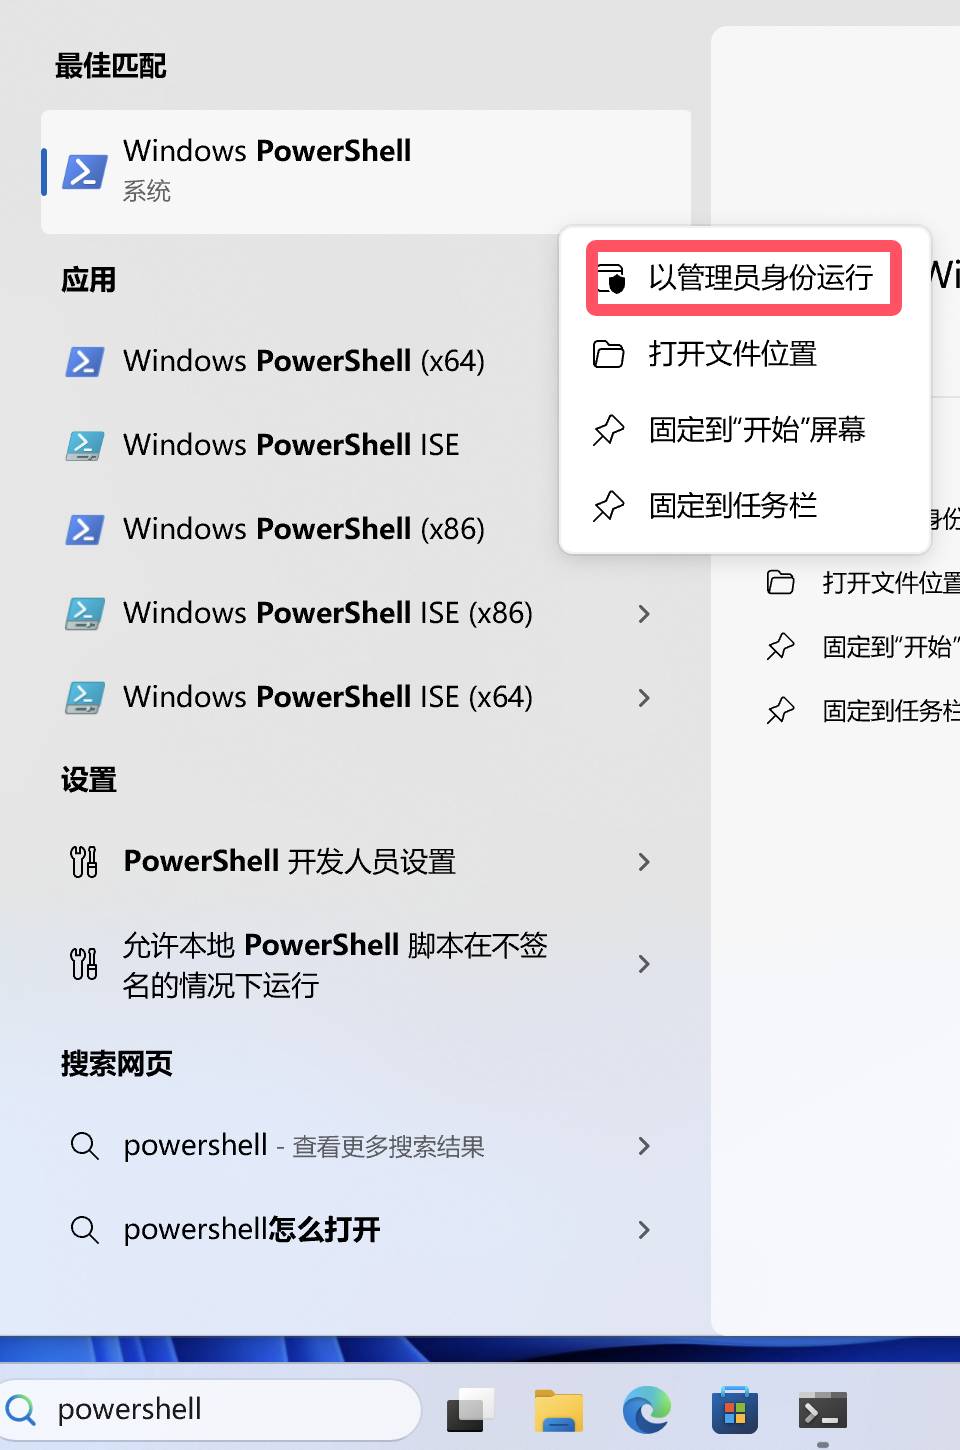 最佳匹配
Windows PowerShell
系统
以管理员身份运行
打开文件位置
固定到“开始”屏幕
固定到任务栏
应用
Windows PowerShell (x64)
Windows PowerShell ISE
Windows PowerShell (x86)
Windows PowerShell ISE (x86)
Windows PowerShell ISE (x64)
设置
PowerShell 开发人员设置
允许本地 PowerShell 脚本在不签
名的情况下运行
搜索网页
powershell - 查看更多搜索结果
powershell怎么打开
Wi
身份
打开文件位置
固定到“开始”
固定到任务栏
powershell